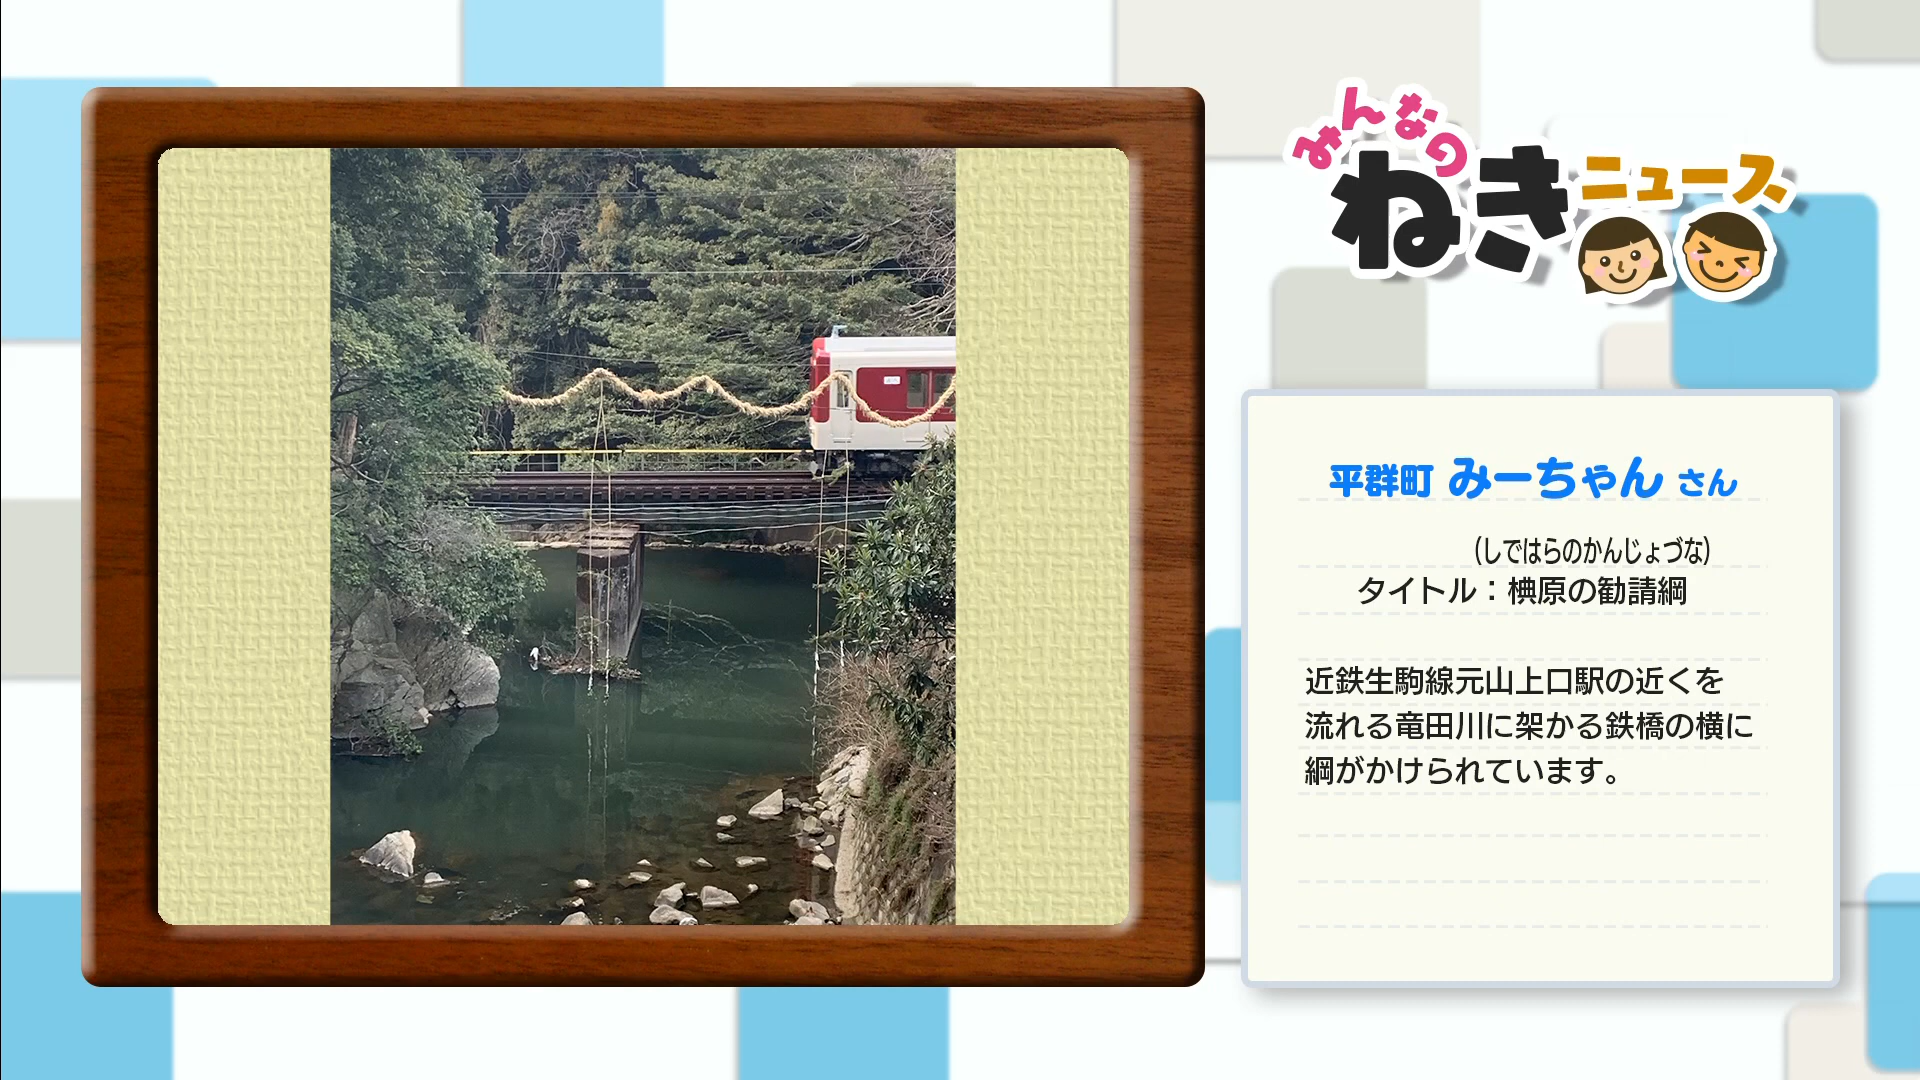 みんなの
ねきニュース
平群町 みーちゃん さん
(しではらのかんじょづな)
タイトル：梻原の勧請綱
近鉄生駒線元山上口駅の近くを
流れる竜田川に架かる鉄橋の横に
綱がかけられています。